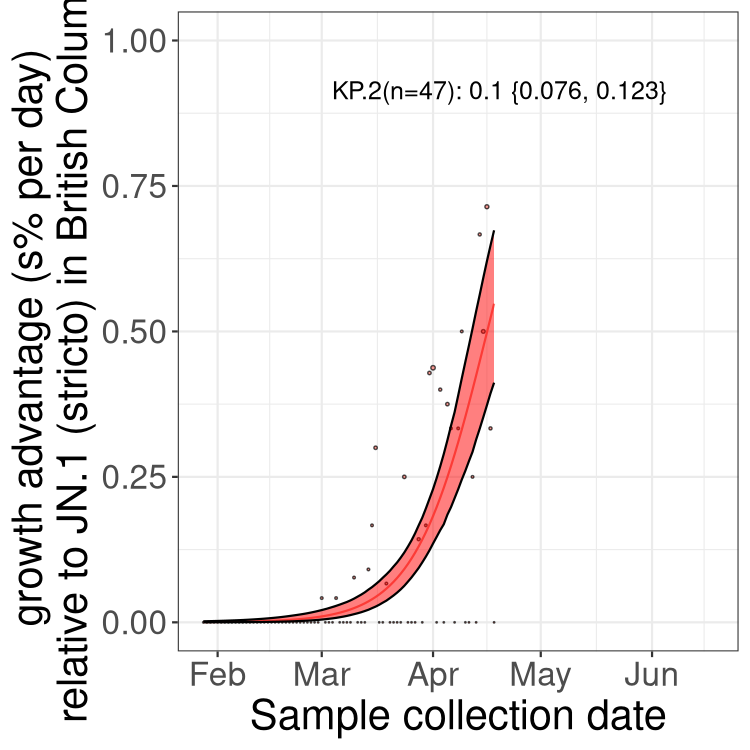 growth advantage (s% per day)
relative to JN.1 (stricto) in British Colum
1.00
0.75
0.50
0.25
0.00
KP.2(n=47): 0.1 {0.076, 0.123}
Feb Mar Apr May Jun
Sample collection date